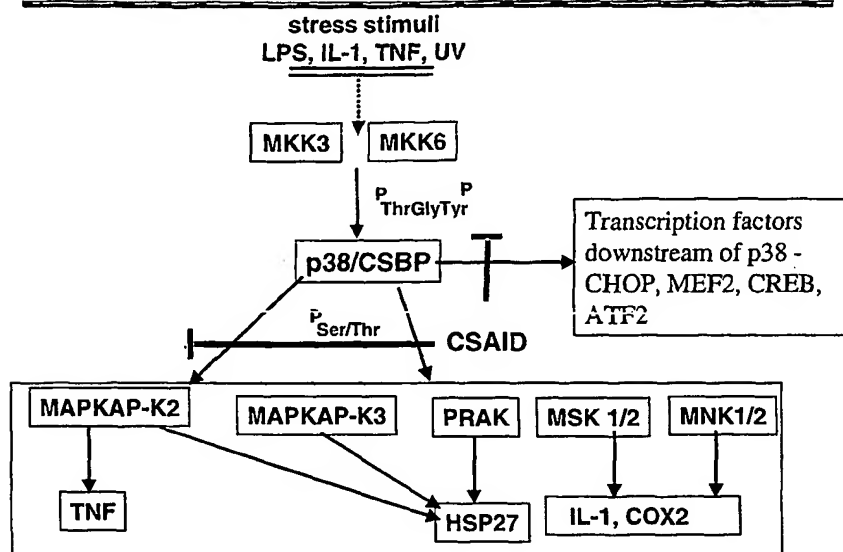 stress stimuli
LPS, IL-1, TNF, UV
MKK3 MKK6
P ThrGlyTyr P
p38/CSBP
Transcription factors
downstream of p38 -
CHOP, MEF2, CREB,
ATF2
P Ser/Thr
CSAID
MAPKAP-K2 MAPKAP-K3 PRAK MSK 1/2 MNK1/2
TNF HSP27 IL-1, COX2